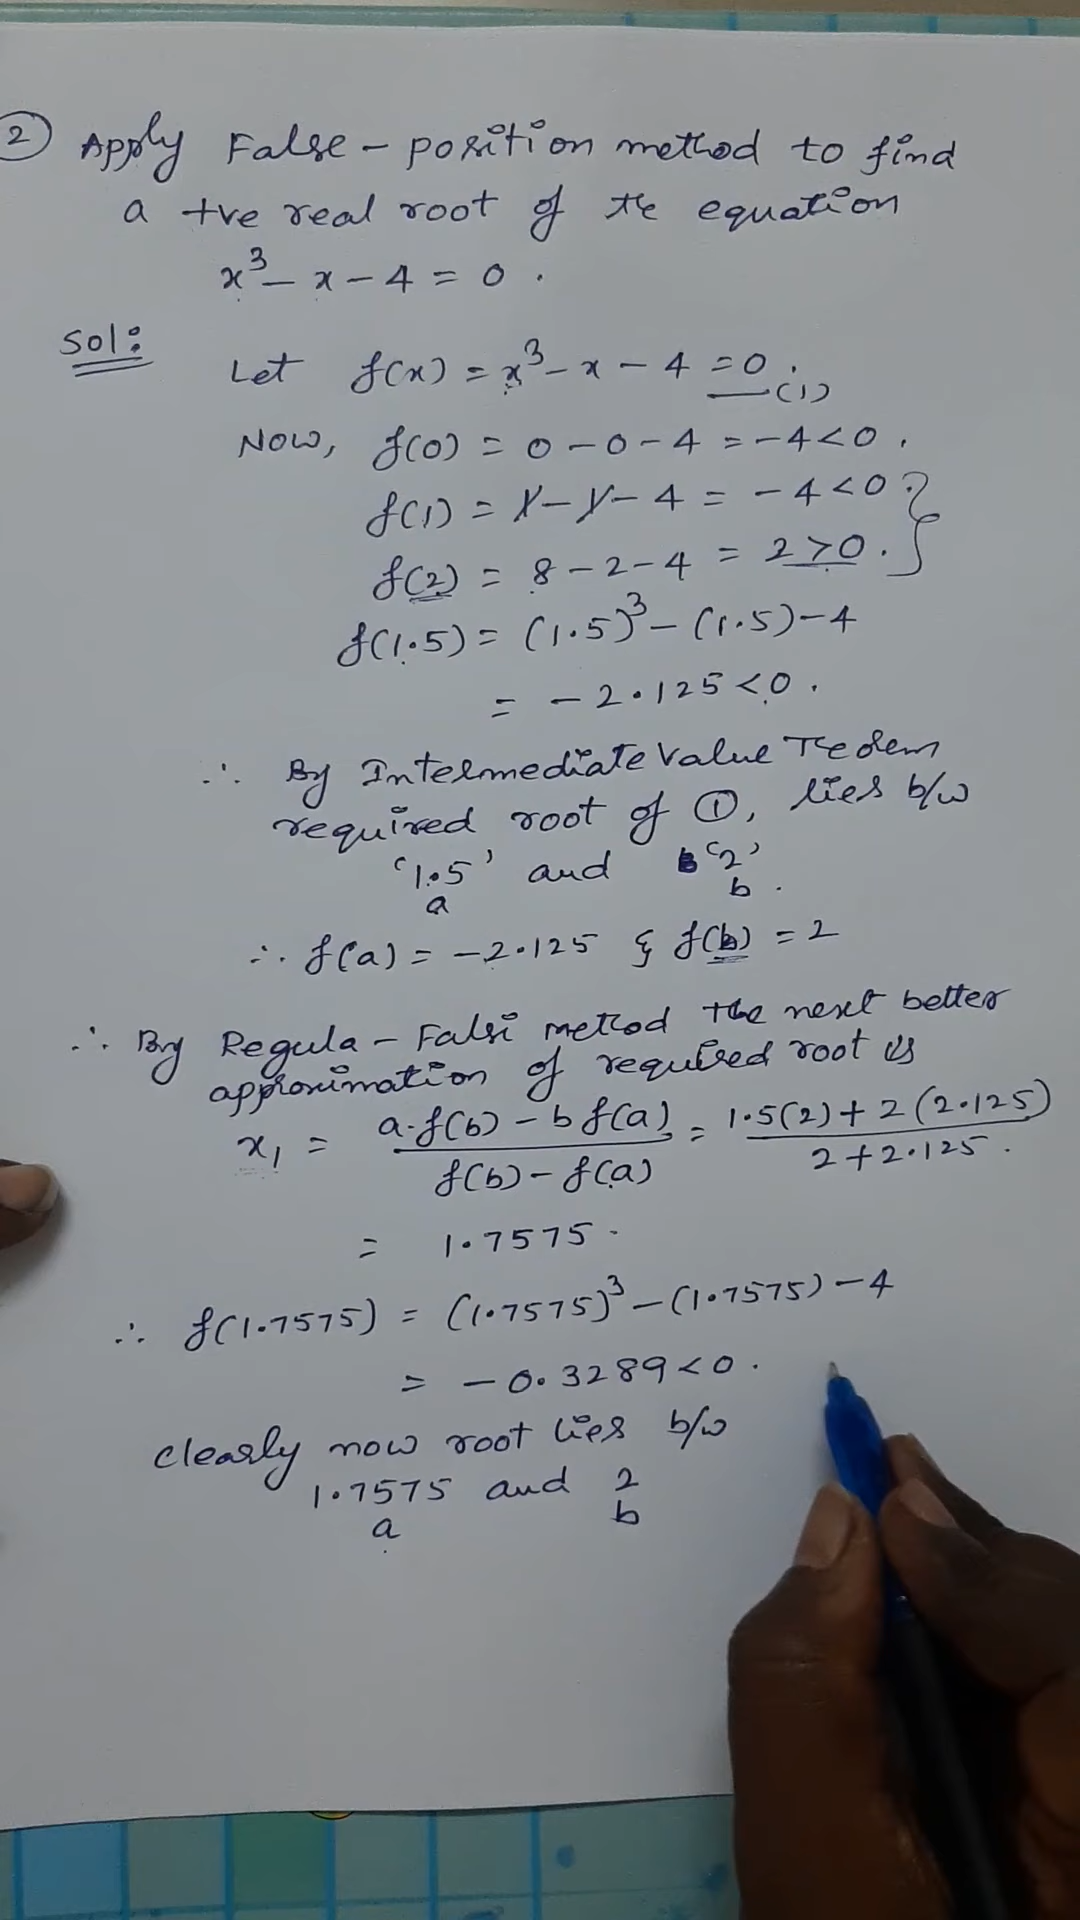 2 Apply False - position method to find
a +ve real root of the equation
x³ - x - 4 = 0 .
Sol:
Let f(x) = x³ - x - 4 = 0 . (1)
Now, f(0) = 0 - 0 - 4 = -4 < 0 .
f(1) = 1 - 1 - 4 = -4 < 0 .
f(2) = 8 - 2 - 4 = 2 > 0 .
f(1.5) = (1.5)³ - (1.5) - 4
= -2.125 < 0 .
∴ By Intermediate Value Theorem
required root of ①, lies b/w
'1.5' and '2'
a b .
∴ f(a) = -2.125 & f(b) = 2
∴ By Regula - Falsi method the next better
approximation of required root is
x₁ = a.f(b) - b f(a) / f(b) - f(a) = 1.5(2) + 2(2.125) / 2 + 2.125 .
= 1.7575 .
∴ f(1.7575) = (1.7575)³ - (1.7575) - 4
= -0.3289 < 0 .
clearly now root lies b/w
1.7575 and 2
a b